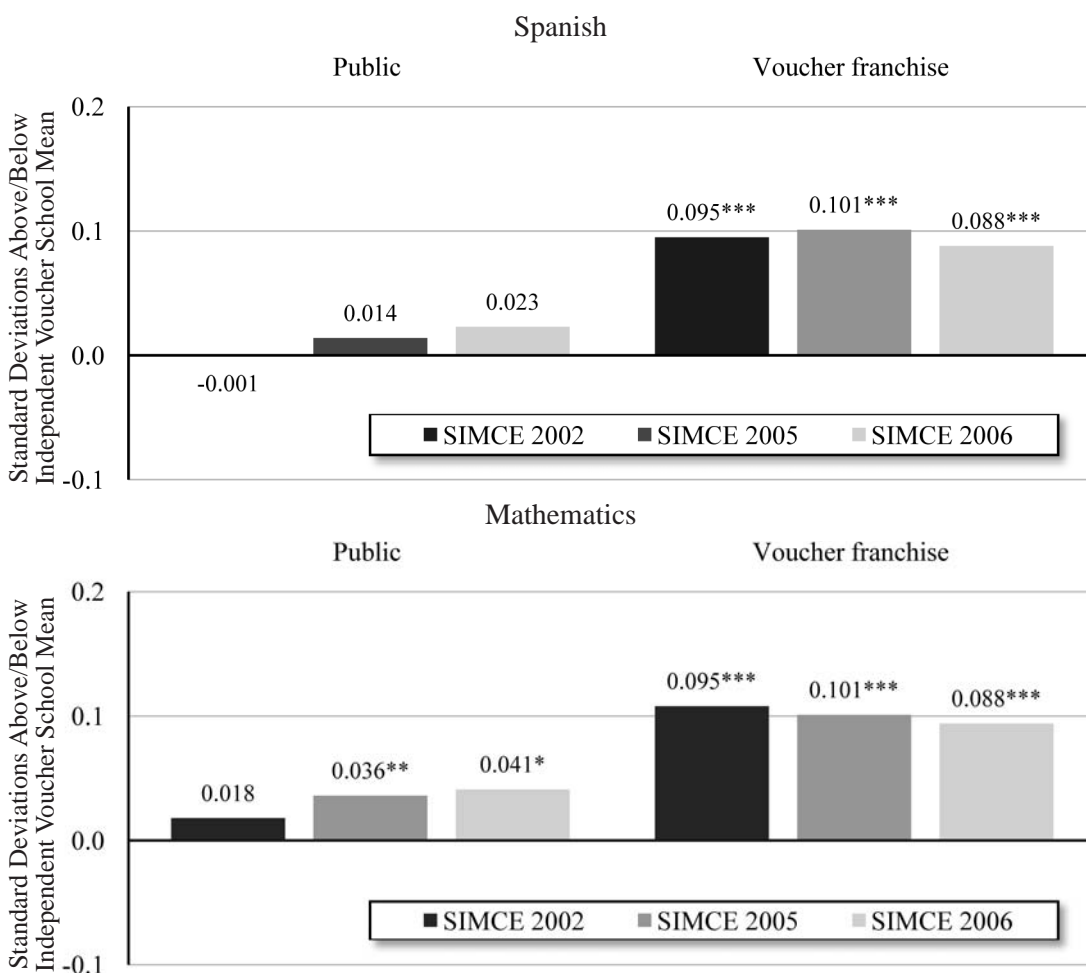 Spanish
Public Voucher franchise
Standard Deviations Above/Below
Independent Voucher School Mean
0.2
0.1
0.0
-0.1
-0.001
0.014
0.023
0.095***
0.101***
0.088***
SIMCE 2002 SIMCE 2005 SIMCE 2006
Mathematics
Public Voucher franchise
Standard Deviations Above/Below
Independent Voucher School Mean
0.2
0.1
0.0
-0.1
0.018
0.036**
0.041*
0.095***
0.101***
0.088***
SIMCE 2002 SIMCE 2005 SIMCE 2006